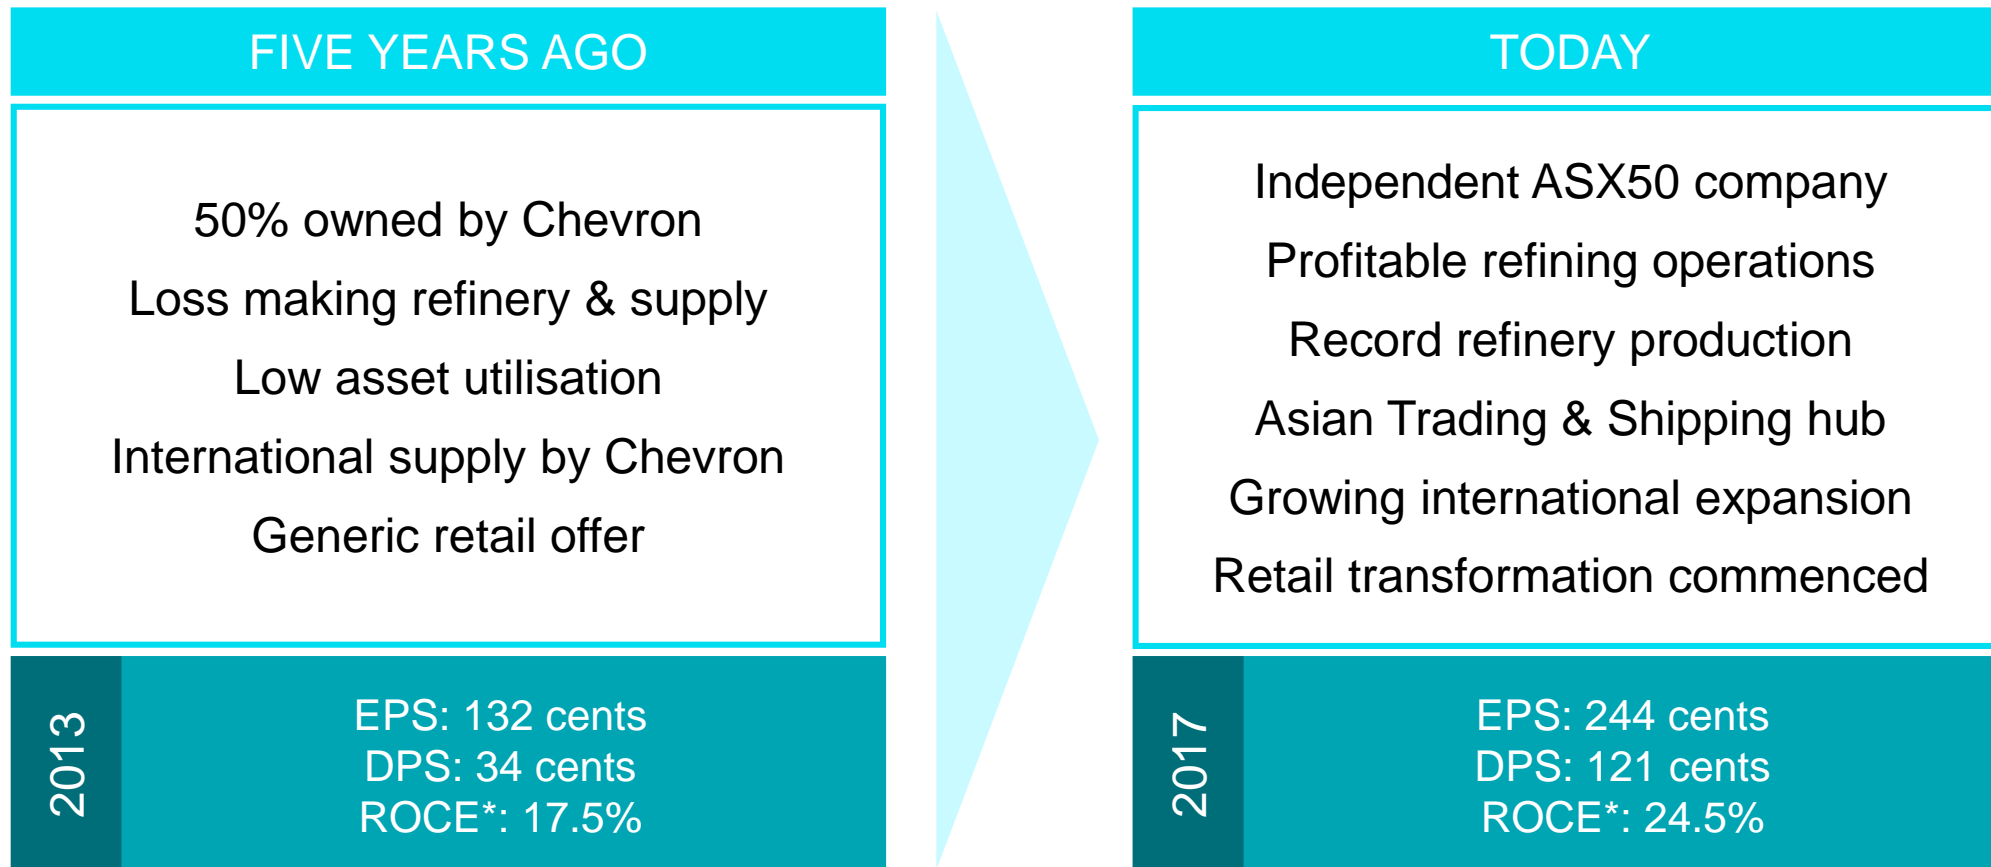 FIVE YEARS AGO
50% owned by Chevron
Loss making refinery & supply
Low asset utilisation
International supply by Chevron
Generic retail offer
2013
EPS: 132 cents
DPS: 34 cents
ROCE*: 17.5%
TODAY
Independent ASX50 company
Profitable refining operations
Record refinery production
Asian Trading & Shipping hub
Growing international expansion
Retail transformation commenced
2017
EPS: 244 cents
DPS: 121 cents
ROCE*: 24.5%